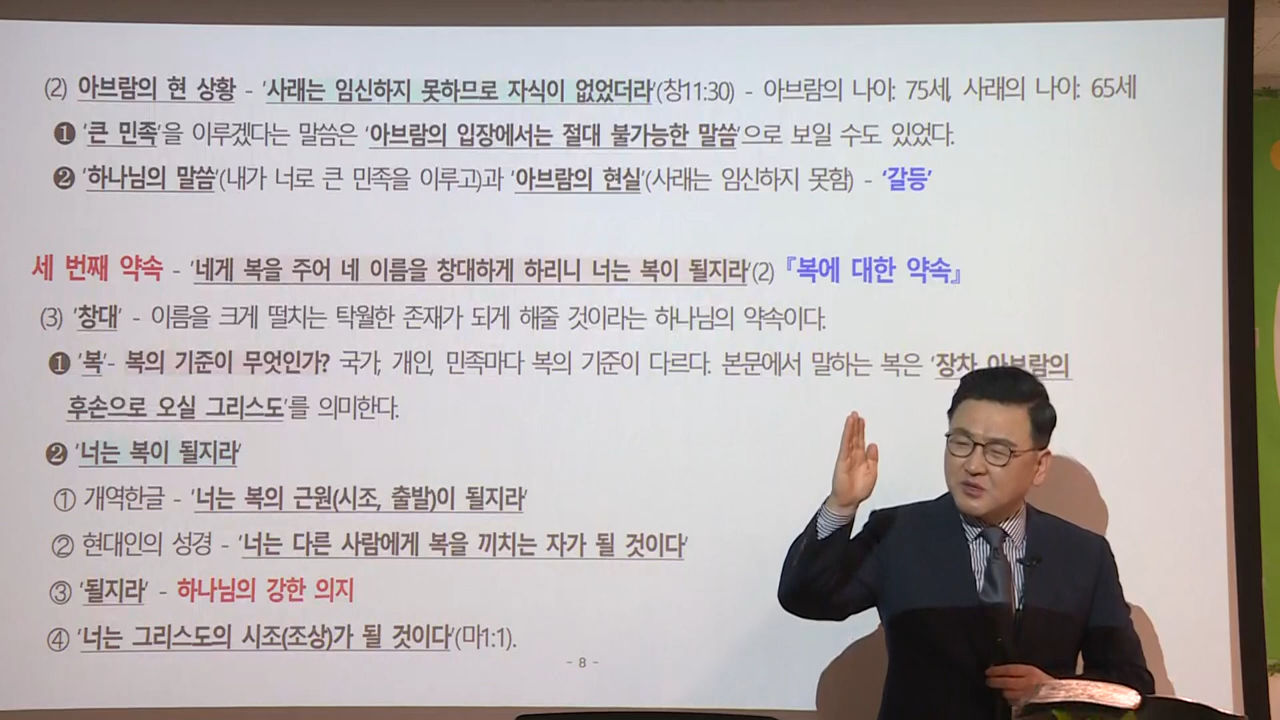 (2) 아브람의 현 상황 - '사래는 임신하지 못하므로 자식이 없었더라'(창11:30) - 아브람의 나이: 75세, 사래의 나이: 65세
❶ '큰 민족'을 이루겠다는 말씀은 '아브람의 입장에서는 절대 불가능한 말씀'으로 보일 수도 있었다.
❷ '하나님의 말씀'(내가 너로 큰 민족을 이루고)과 '아브람의 현실'(사래는 임신하지 못함) - '갈등'
세 번째 약속 - '네게 복을 주어 네 이름을 창대하게 하리니 너는 복이 될지라'(2) 『복에 대한 약속』
(3) '창대' - 이름을 크게 떨치는 탁월한 존재가 되게 해줄 것이라는 하나님의 약속이다.
❶ '복'- 복의 기준이 무엇인가? 국가, 개인, 민족마다 복의 기준이 다르다. 본문에서 말하는 복은 '장차 아브람의
후손으로 오실 그리스도'를 의미한다.
❷ '너는 복이 될지라'
① 개역한글 - '너는 복의 근원(시조, 출발)이 될지라'
② 현대인의 성경 - '너는 다른 사람에게 복을 끼치는 자가 될 것이다'
③ '될지라' - 하나님의 강한 의지
④ '너는 그리스도의 시조(조상)가 될 것이다'(마1:1).
- 8 -